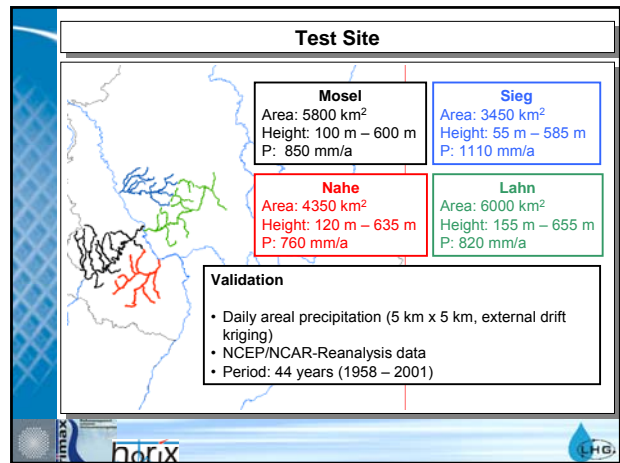 Test Site
Mosel
Area: 5800 km²
Height: 100 m – 600 m
P:  850 mm/a
Sieg
Area: 3450 km²
Height: 55 m – 585 m
P: 1110 mm/a
Nahe
Area: 4350 km²
Height: 120 m – 635 m
P: 760 mm/a
Lahn
Area: 6000 km²
Height: 155 m – 655 m
P: 820 mm/a
Validation
• Daily areal precipitation (5 km x 5 km, external drift
kriging)
• NCEP/NCAR-Reanalysis data
• Period: 44 years (1958 – 2001)
horix
LHG